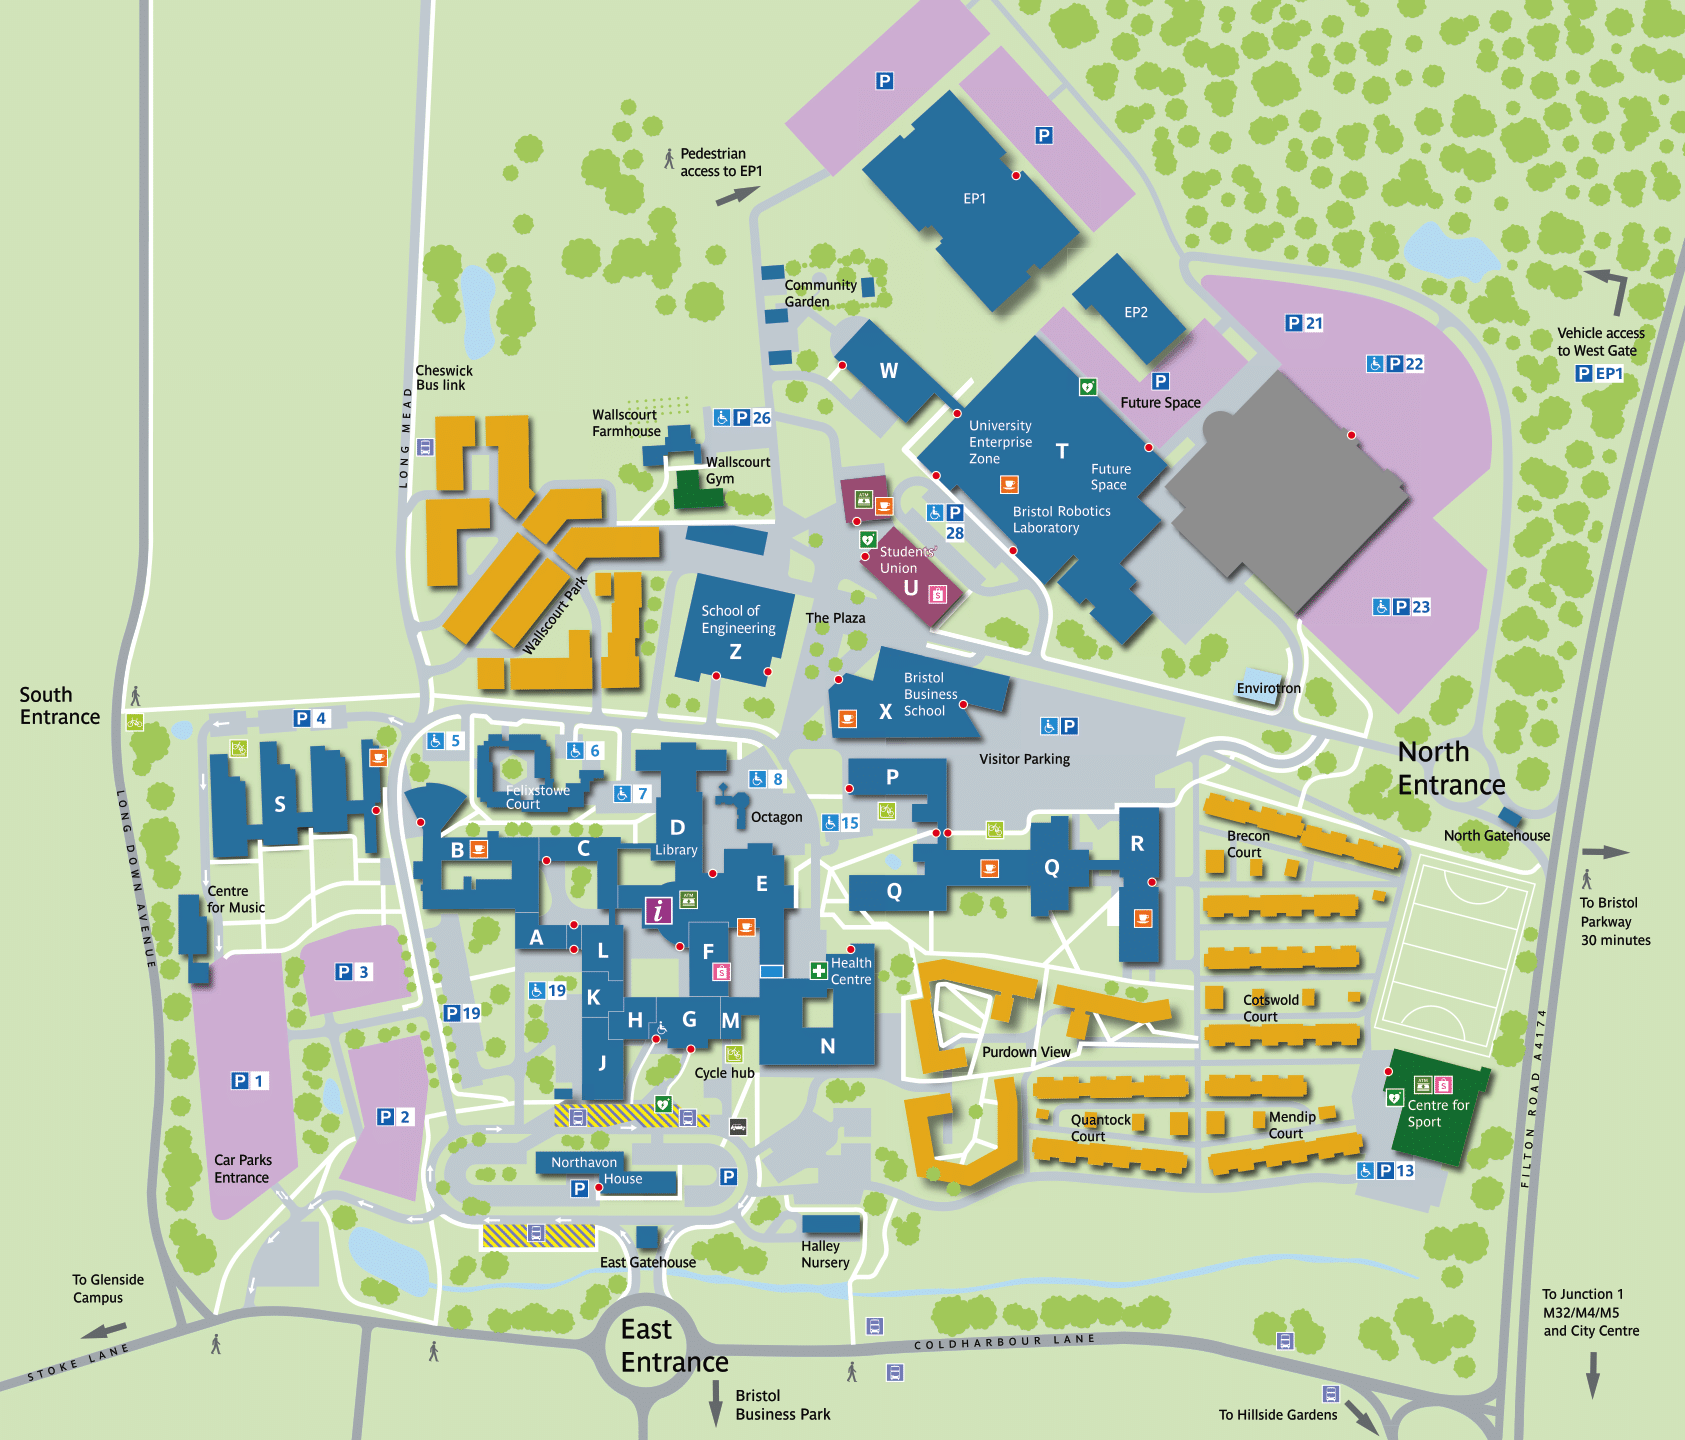 P
P
Pedestrian
access to EP1
EP1
Community
Garden
EP2
P 21
P 22
Vehicle access
to West Gate
P EP1
Cheswick
Bus link
LONG MEAD
W
P
Future Space
Wallscourt
Farmhouse
P 26
University
Enterprise
Zone
T
Future
Space
Wallscourt
Gym
ATM
Bristol Robotics
Laboratory
P
28
Students'
Union
U
S
Wallscourt Park
School of
Engineering
Z
The Plaza
P 23
South
Entrance
Bristol
Business
School
X
Envirotron
P 4
5
6
P
Visitor Parking
North
Entrance
S
Felixstowe
Court
7
8
P
Octagon
15
North Gatehouse
LONG DOWN AVENUE
B
C
D
Library
Q
R
Brecon
Court
E
Q
i
ATM
Centre
for Music
To Bristol
Parkway
30 minutes
A
L
F
S
Health
Centre
P 3
19
K
P 19
H
G
M
N
Cotswold
Court
Purdown View
J
Cycle hub
P 1
P 2
Quantock
Court
Mendip
Court
ATM
S
Centre for
Sport
FILTON ROAD A4174
Car Parks
Entrance
Northavon
House
P
P
P 13
East Gatehouse
Halley
Nursery
To Glenside
Campus
STOKE LANE
East
Entrance
COLDHARBOUR LANE
To Junction 1
M32/M4/M5
and City Centre
Bristol
Business Park
To Hillside Gardens